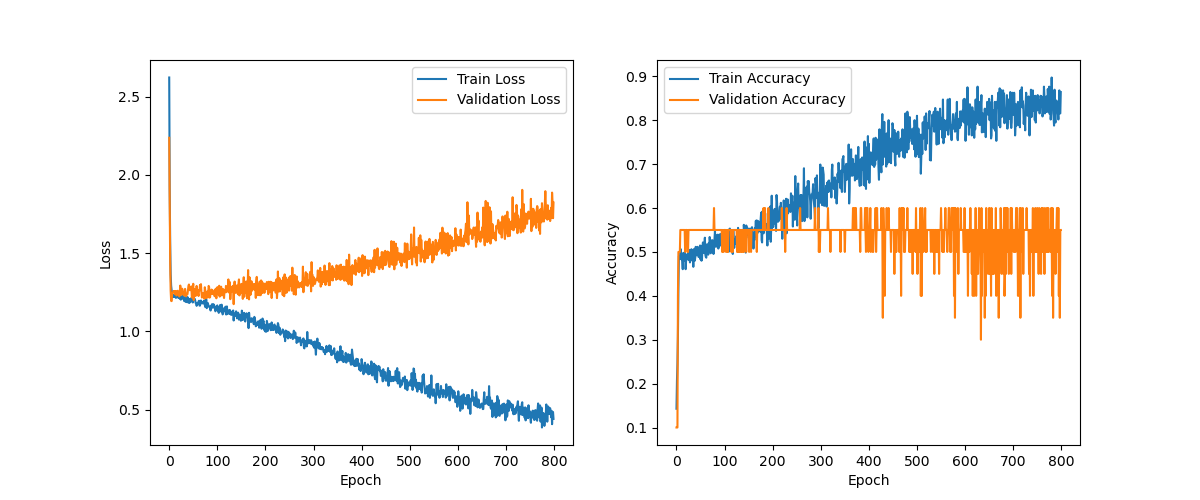 Train Loss
Validation Loss
2.5
2.0
1.5
1.0
0.5
Loss
0 100 200 300 400 500 600 700 800
Epoch
Train Accuracy
Validation Accuracy
0.9
0.8
0.7
0.6
0.5
0.4
0.3
0.2
0.1
Accuracy
0 100 200 300 400 500 600 700 800
Epoch